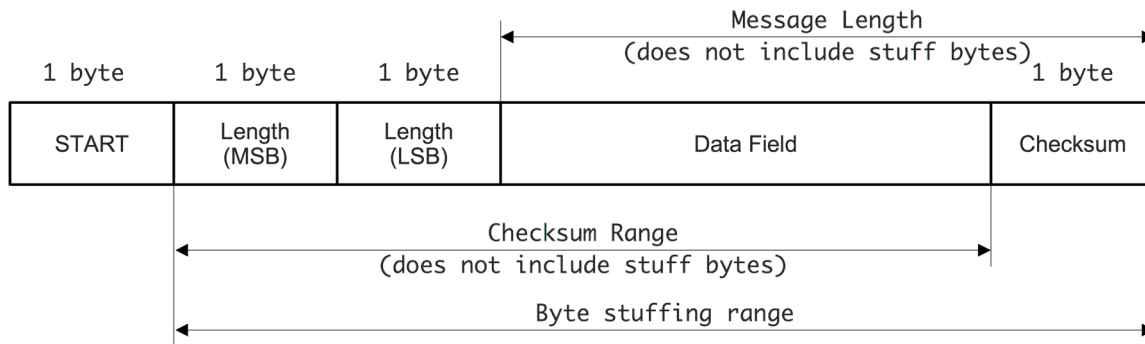 Message Length
(does not include stuff bytes)
1 byte 1 byte 1 byte 1 byte
START
Length
(MSB)
Length
(LSB)
Data Field
Checksum
Checksum Range
(does not include stuff bytes)
Byte stuffing range